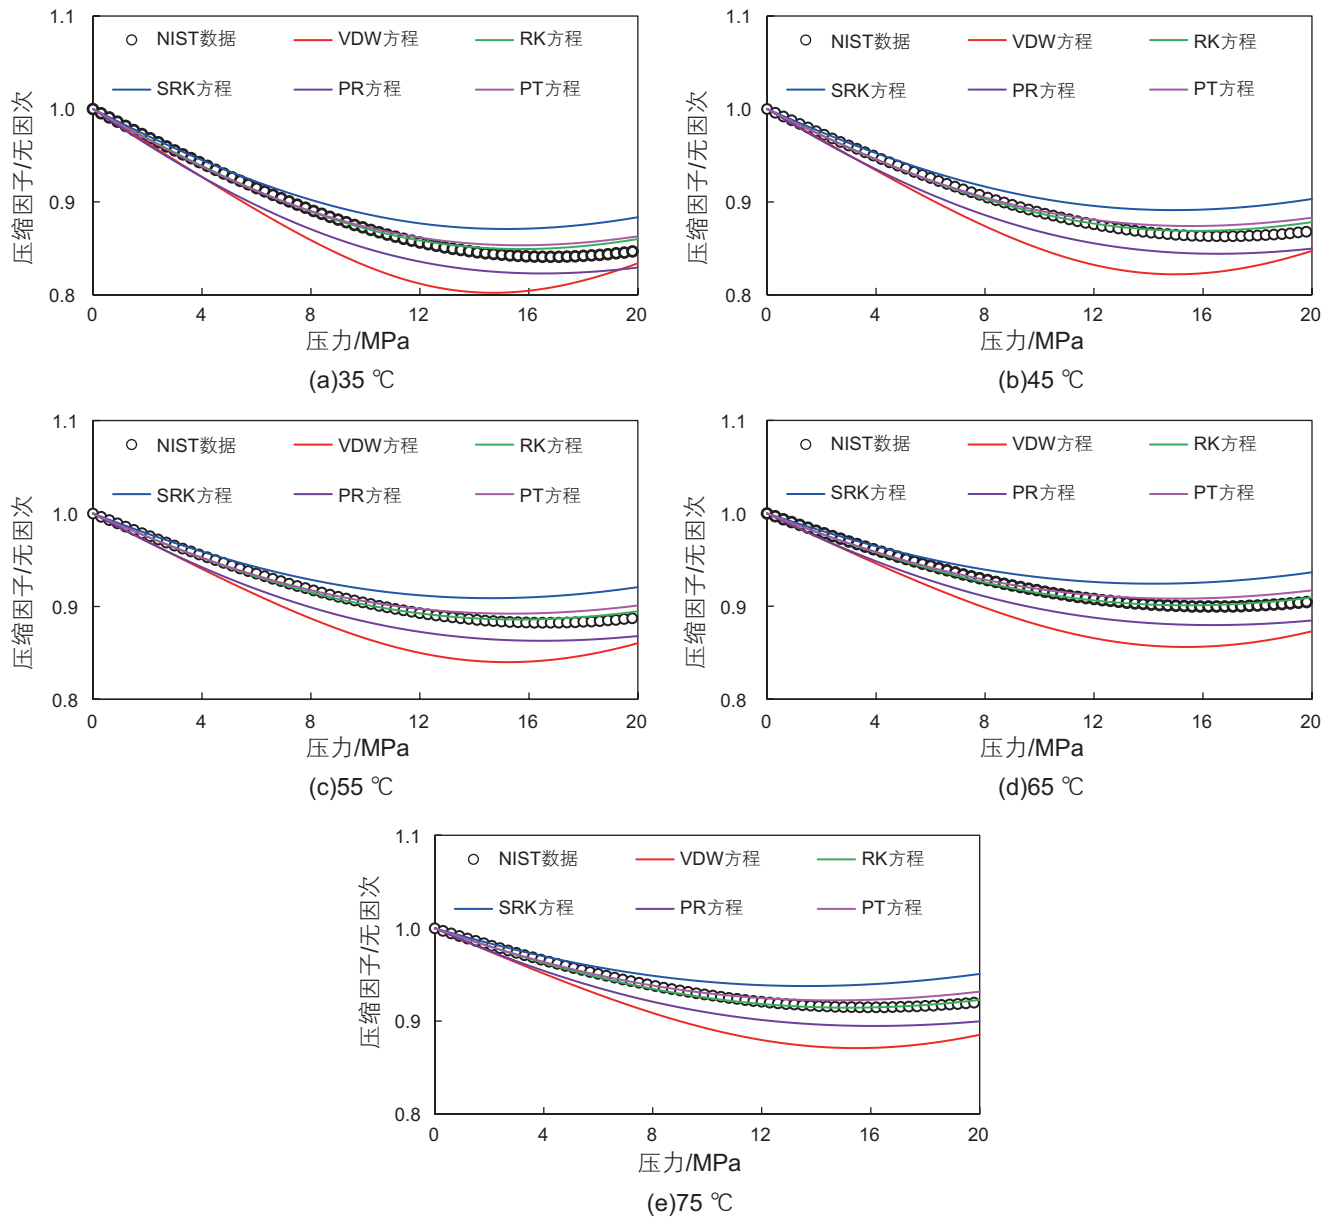 1.1
NIST数据 VDW方程 RK方程
SRK方程 PR方程 PT方程
1.0
0.9
0.8
压缩因子/无因次
0 4 8 12 16 20
压力/MPa
(a)35 ℃
1.1
NIST数据 VDW方程 RK方程
SRK方程 PR方程 PT方程
1.0
0.9
0.8
压缩因子/无因次
0 4 8 12 16 20
压力/MPa
(b)45 ℃
1.1
NIST数据 VDW方程 RK方程
SRK方程 PR方程 PT方程
1.0
0.9
0.8
压缩因子/无因次
0 4 8 12 16 20
压力/MPa
(c)55 ℃
1.1
NIST数据 VDW方程 RK方程
SRK方程 PR方程 PT方程
1.0
0.9
0.8
压缩因子/无因次
0 4 8 12 16 20
压力/MPa
(d)65 ℃
1.1
NIST数据 VDW方程 RK方程
SRK方程 PR方程 PT方程
1.0
0.9
0.8
压缩因子/无因次
0 4 8 12 16 20
压力/MPa
(e)75 ℃